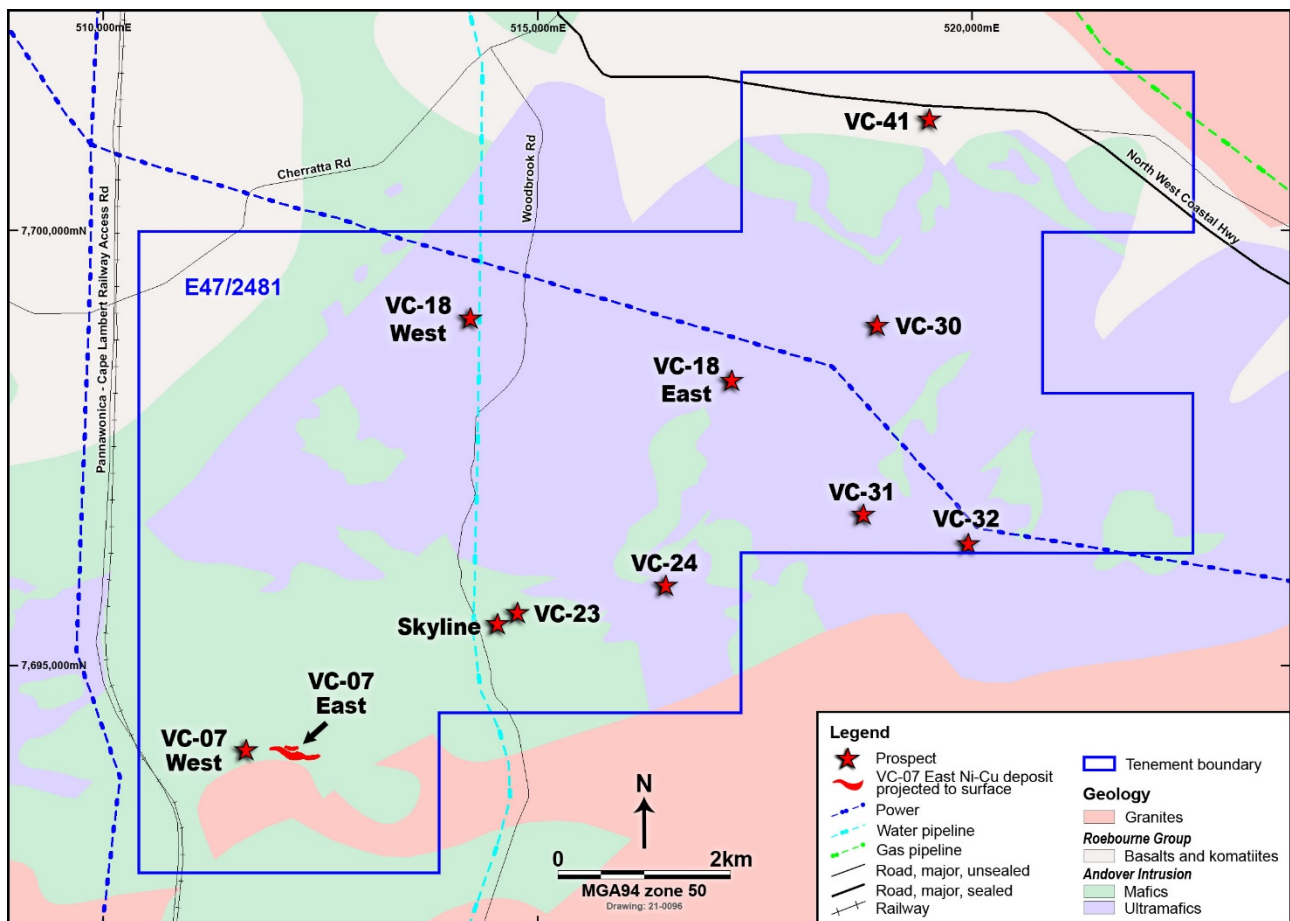 510,000mE
515,000mE
520,000mE
VC-41
North West Coastal Hwy
Cherratta Rd
Woodbrook Rd
Pannawonica - Cape Lambert Railway Access Rd
7,700,000mN
E47/2481
VC-18
West
VC-30
VC-18
East
VC-31
VC-32
VC-24
VC-23
Skyline
7,695,000mN
VC-07
East
VC-07
West
N
0
2km
MGA94 zone 50
Drawing: 21-0096
Legend
Prospect
VC-07 East Ni-Cu deposit
projected to surface
Power
Water pipeline
Gas pipeline
Road, major, unsealed
Road, major, sealed
Railway
Tenement boundary
Geology
Granites
Roebourne Group
Basalts and komatiites
Andover Intrusion
Mafics
Ultramafics